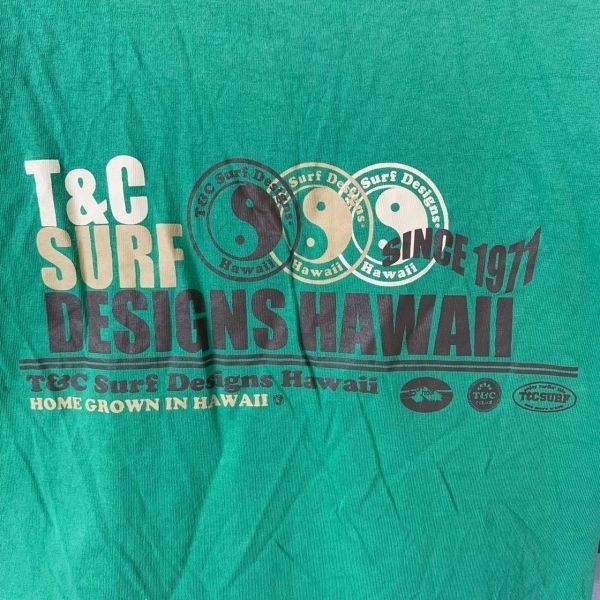 T&C
SURF
DESIGNS HAWAII
T&C Surf Designs
Hawaii
Surf Designs
Hawaii
Surf Designs
Hawaii
SINCE 1971
T&C Surf Designs Hawaii
HOME GROWN IN HAWAII
T&C
T&CSURF